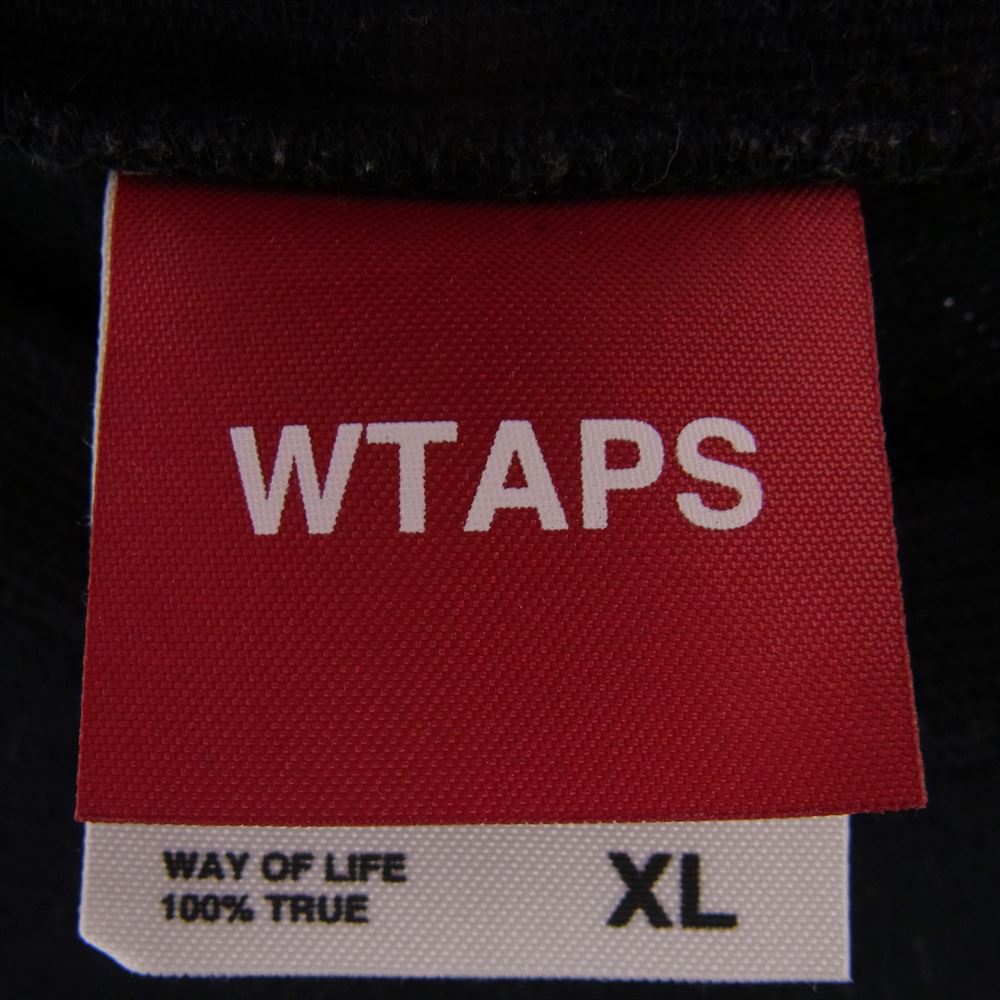 WTAPS
WAY OF LIFE
100% TRUE
XL